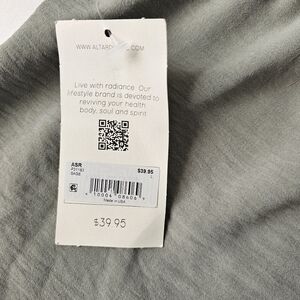 Live with radiance. Our
lifestyle brand is devoted to
reviving your health,
body, soul and spirit.
ASR
$39.95
SAGE
L
Made in USA
$39.95